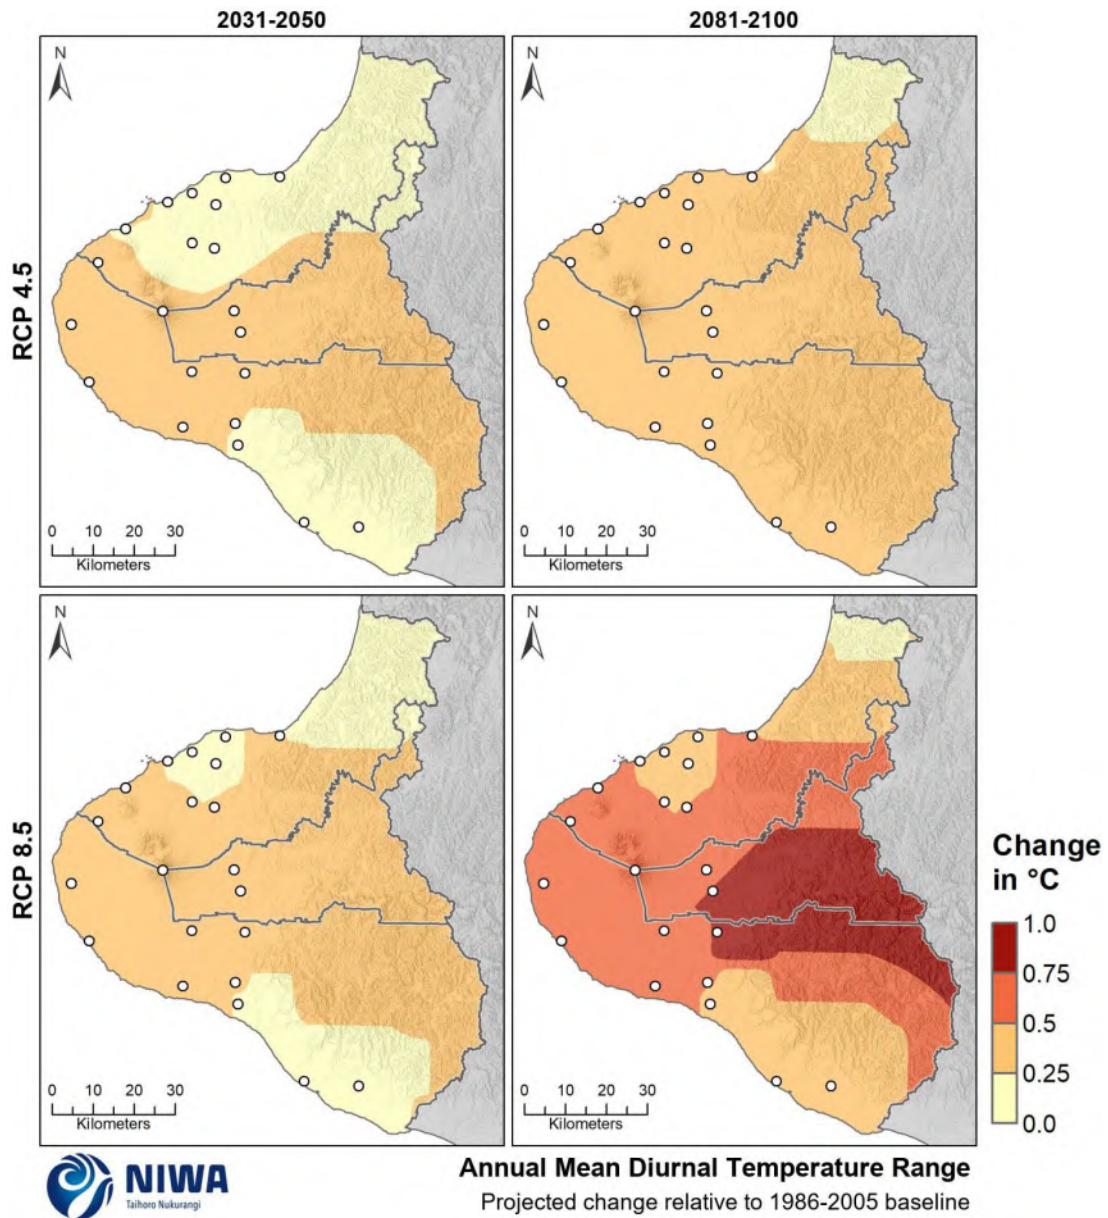 2031-2050
2081-2100
RCP 4.5
N
0 10 20 30
Kilometers
N
0 10 20 30
Kilometers
RCP 8.5
N
0 10 20 30
Kilometers
N
0 10 20 30
Kilometers
Change
in °C
1.0
0.75
0.5
0.25
0.0
NIWA
Taihoro Nukurangi
Annual Mean Diurnal Temperature Range
Projected change relative to 1986-2005 baseline